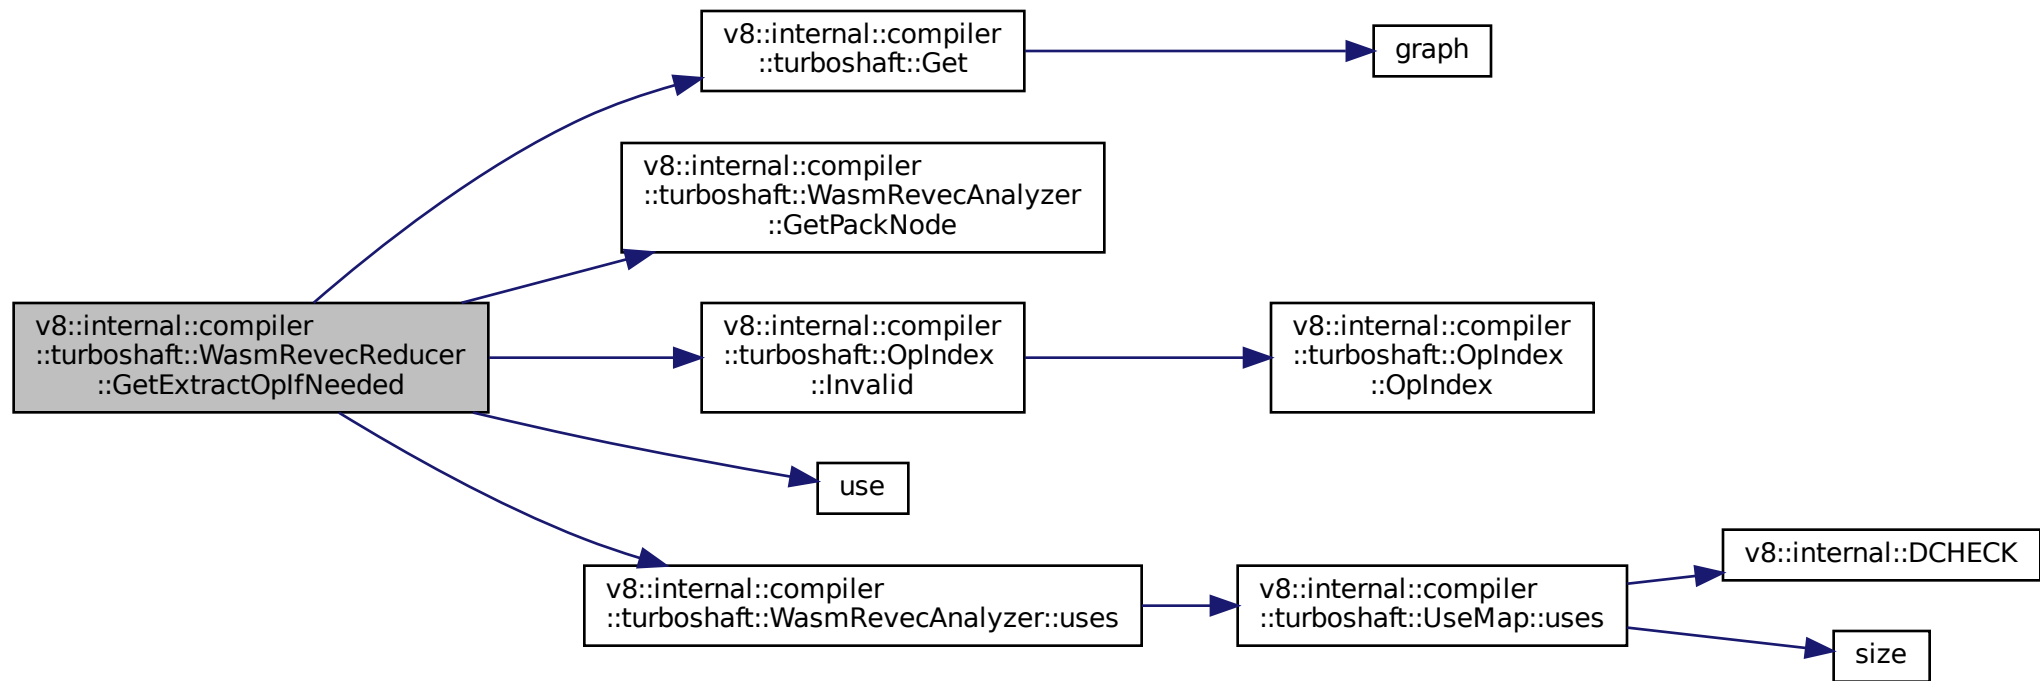 v8::internal::compiler
::turboshaft::Get
graph
v8::internal::compiler
::turboshaft::WasmRevecAnalyzer
::GetPackNode
v8::internal::compiler
::turboshaft::WasmRevecReducer
::GetExtractOpIfNeeded
v8::internal::compiler
::turboshaft::OpIndex
::Invalid
v8::internal::compiler
::turboshaft::OpIndex
::OpIndex
use
v8::internal::compiler
::turboshaft::WasmRevecAnalyzer::uses
v8::internal::compiler
::turboshaft::UseMap::uses
v8::internal::DCHECK
size